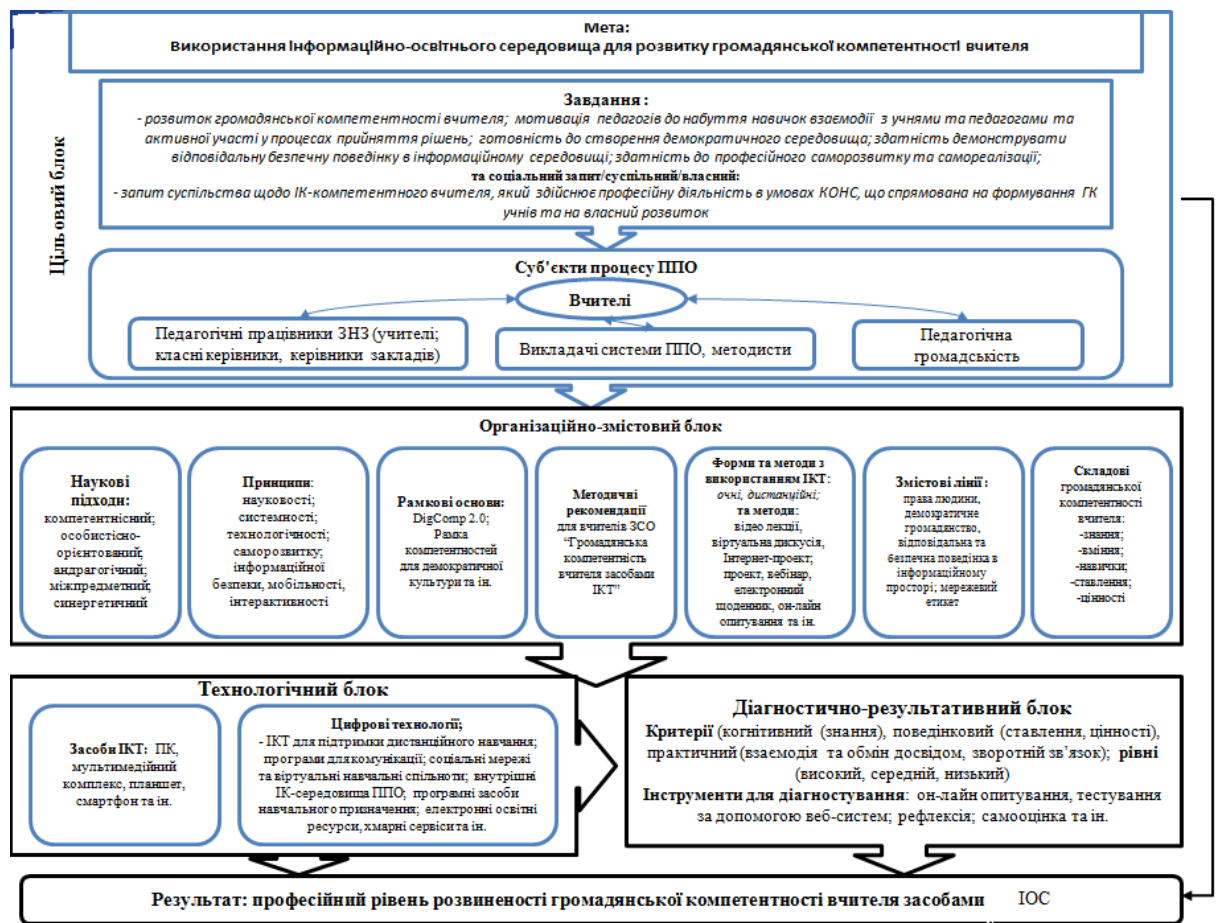 Мета:
Використання інформаційно-освітнього середовища для розвитку громадянської компетентності вчителя
Цільовий блок
Завдання :
- розвиток громадянської компетентності вчителя; мотивація педагогів до набуття навичок взаємодії з учнями та педагогами та
активної участі у процесах прийняття рішень; готовність до створення демократичного середовища; здатність демонструвати
відповідальну безпечну поведінку в інформаційному середовищі; здатність до професійного саморозвитку та самореалізації;
та соціальний запит/суспільний/власний:
- запит суспільства щодо ІК-компетентного вчителя, який здійснює професійну діяльність в умовах КОНС, що спрямована на формування ГК
учнів та на власний розвиток
Суб'єкти процесу ППО
Вчителі
Педагогічні працівники ЗНЗ (учителі;
класні керівники, керівники закладів)
Викладачі системи ППО, методисти
Педагогічна
громадськість
Організаційно-змістовий блок
Наукові
підходи:
компетентнісний;
особистісно-
орієнтований;
андрагогічний;
міжпредметний;
синергетичний
Принципи:
науковості;
системності;
технологічності;
саморозвитку;
інформаційної
безпеки, мобільності,
інтерактивності
Рамкові основи:
DigComp 2.0;
Рамка
компетентностей
для демократичної
культури та ін.
Методичні
рекомендації
для вчителів ЗСО
“Громадянська
компетентність
вчителя засобами
ІКТ”
Форми та методи з
використанням ІКТ:
очні, дистанційні;
та методи:
відео лекції,
віртуальна дискусія,
Інтернет-проект;
проект, вебінар,
електронний
щоденник, он-лайн
опитування та ін.
Змістові лінії :
права людини,
демократичне
громадянство,
відповідальна та
безпечна поведінка в
інформаційному
просторі; мережевий
етикет
Складові
громадянської
компетентності
вчителя:
-знання;
-вміння;
-навички;
-ставлення;
-цінності
Технологічний блок
Засоби ІКТ: ПК,
мультимедійний
комплекс, планшет,
смартфон та ін.
Цифрові технології;
- ІКТ для підтримки дистанційного навчання;
програми для комунікації; соціальні мережі
та віртуальні навчальні спільноти; внутрішні
ІК-середовища ППО; програмні засоби
навчального призначення; електронні освітні
ресурси, хмарні сервіси та ін.
Діагностично-результативний блок
Критерії (когнітивний (знання), поведінковий (ставлення, цінності),
практичний (взаємодія та обмін досвідом, зворотній зв’язок); рівні
(високий, середній, низький)
Інструменти для діагностування: он-лайн опитування, тестування
за допомогою веб-систем; рефлексія; самооцінка та ін.
Результат: професійний рівень розвиненості громадянської компетентності вчителя засобами ІОС